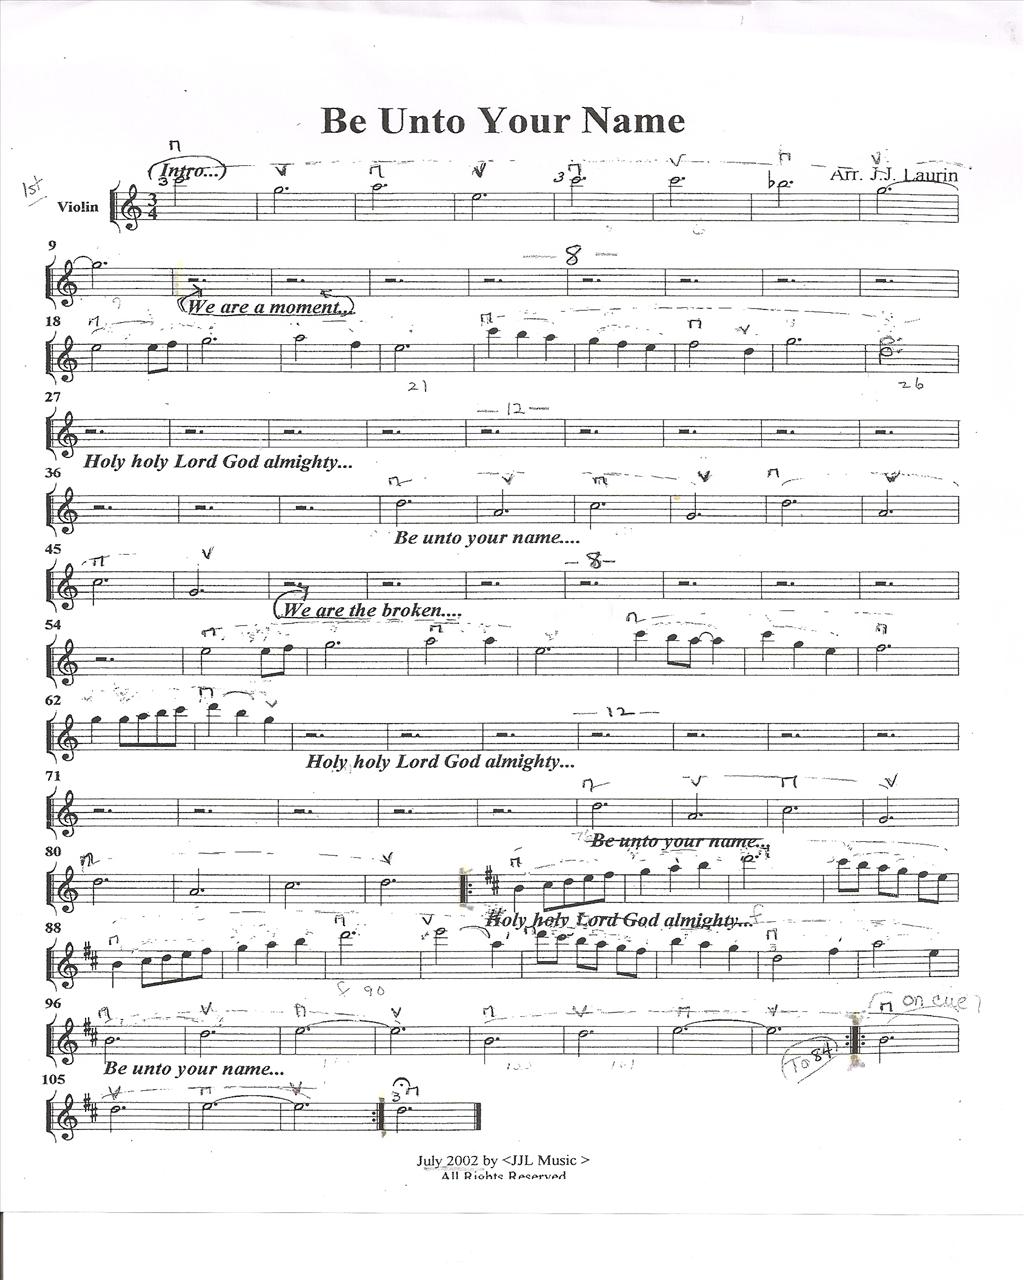 Be Unto Your Name
Intro...)
3
3
Arr. J.J. Laurin
1st
Violin
3
4
9
8
We are a moment...
18
21
26
27
12
Holy holy Lord God almighty...
36
Be unto your name....
45
8
We are the broken....
54
62
12
Holy holy Lord God almighty...
71
Be unto your name...
80
Holy holy Lord God almighty...
88
3
90
96
on cue
To 84
Be unto your name...
105
3
July 2002 by <JJL Music >
All Rights Reserved